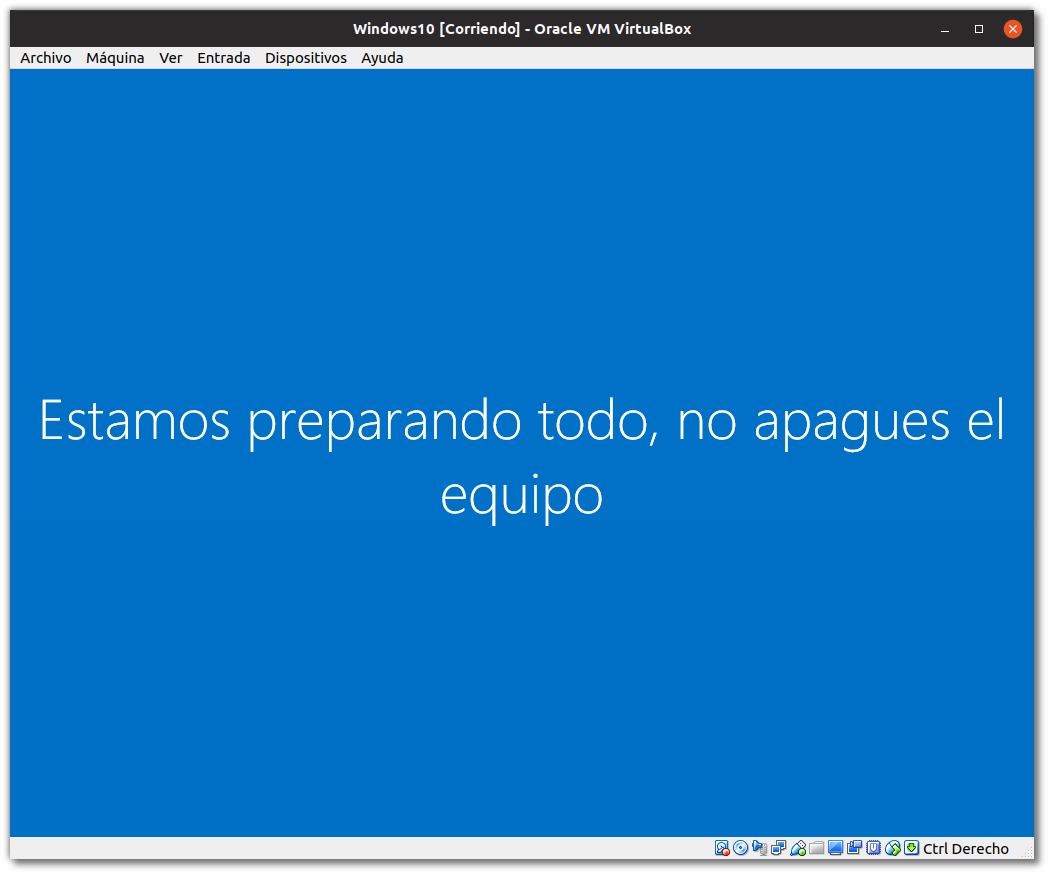 Windows10 [Corriendo] - Oracle VM VirtualBox
Archivo Máquina Ver Entrada Dispositivos Ayuda
Estamos preparando todo, no apagues el
equipo
Ctrl Derecho